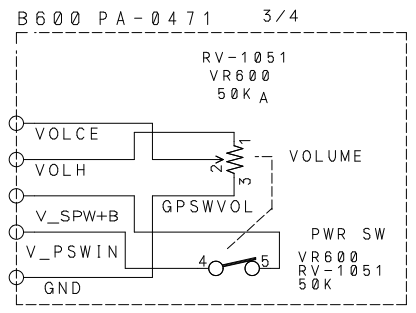 B600 PA-0471 3/4
RV-1051
VR600
50K A
VOLCE
1
VOLH
2
VOLUME
3
GPSWVOL
V_SPW+B
PWR SW
V_PSWIN
4 5
VR600
RV-1051
50K
GND